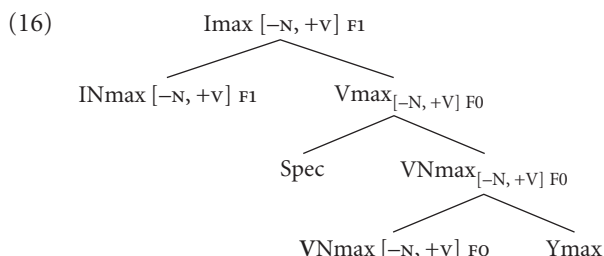 (16) Imax [–N, +V] F1
INmax [–N, +V] F1 Vmax[–N, +V] F0
Spec VNmax[–N, +V] F0
VNmax [–N, +V] F0 Ymax